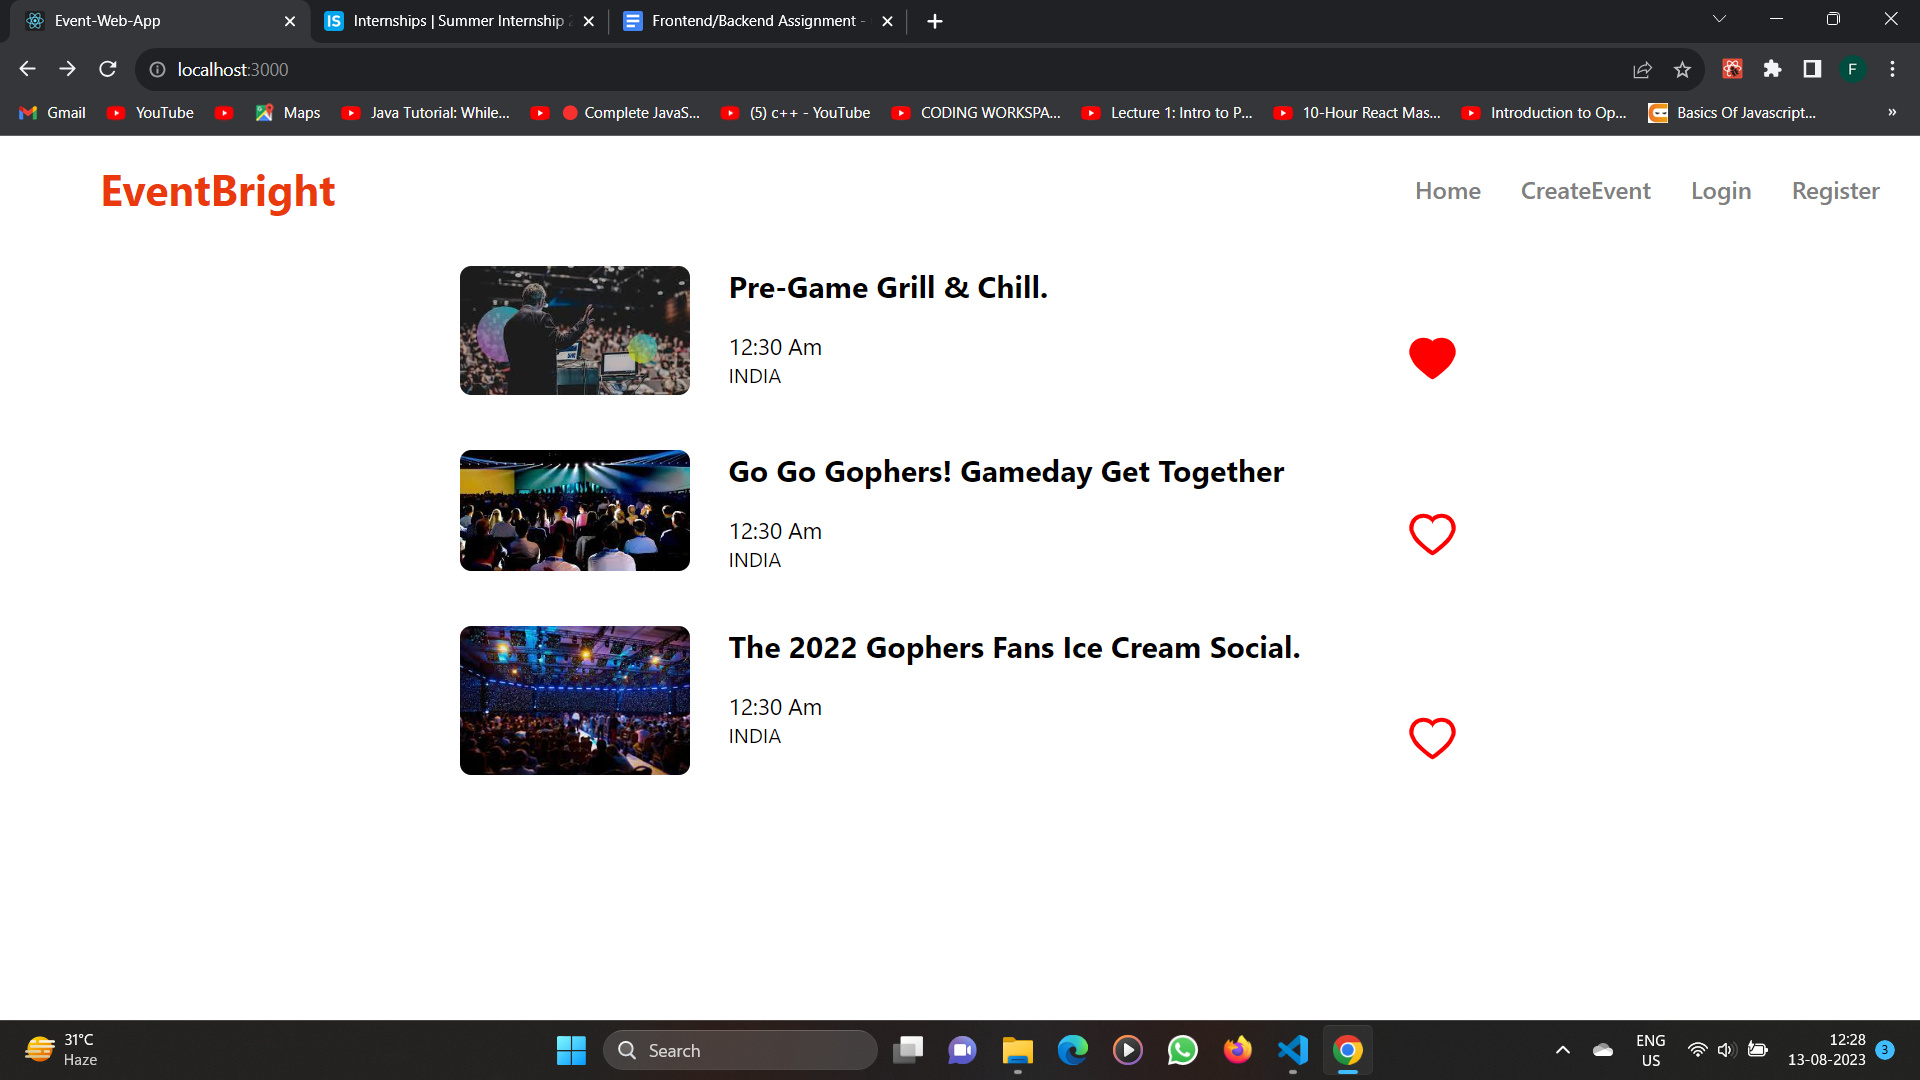 Event-Web-App
Internships | Summer Internship 2
Frontend/Backend Assignment -
localhost:3000
F
Gmail
YouTube
Maps
Java Tutorial: While...
Complete JavaS...
(5) c++ - YouTube
CODING WORKSPA...
Lecture 1: Intro to P...
10-Hour React Mas...
Introduction to Op...
Basics Of Javascript...
»
EventBright
Home
CreateEvent
Login
Register
Pre-Game Grill & Chill.
12:30 Am
INDIA
Go Go Gophers! Gameday Get Together
12:30 Am
INDIA
The 2022 Gophers Fans Ice Cream Social.
12:30 Am
INDIA
31°C
Haze
Search
ENG
US
12:28
13-08-2023
3